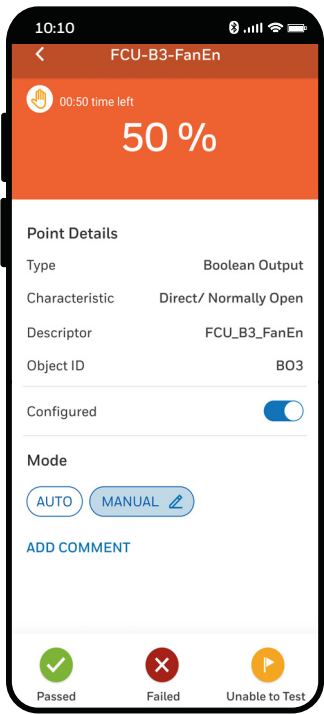 10:10
FCU-B3-FanEn
00:50 time left
50 %
Point Details
Type Boolean Output
Characteristic Direct/ Normally Open
Descriptor FCU_B3_FanEn
Object ID BO3
Configured
Mode
AUTO MANUAL
ADD COMMENT
Passed Failed Unable to Test